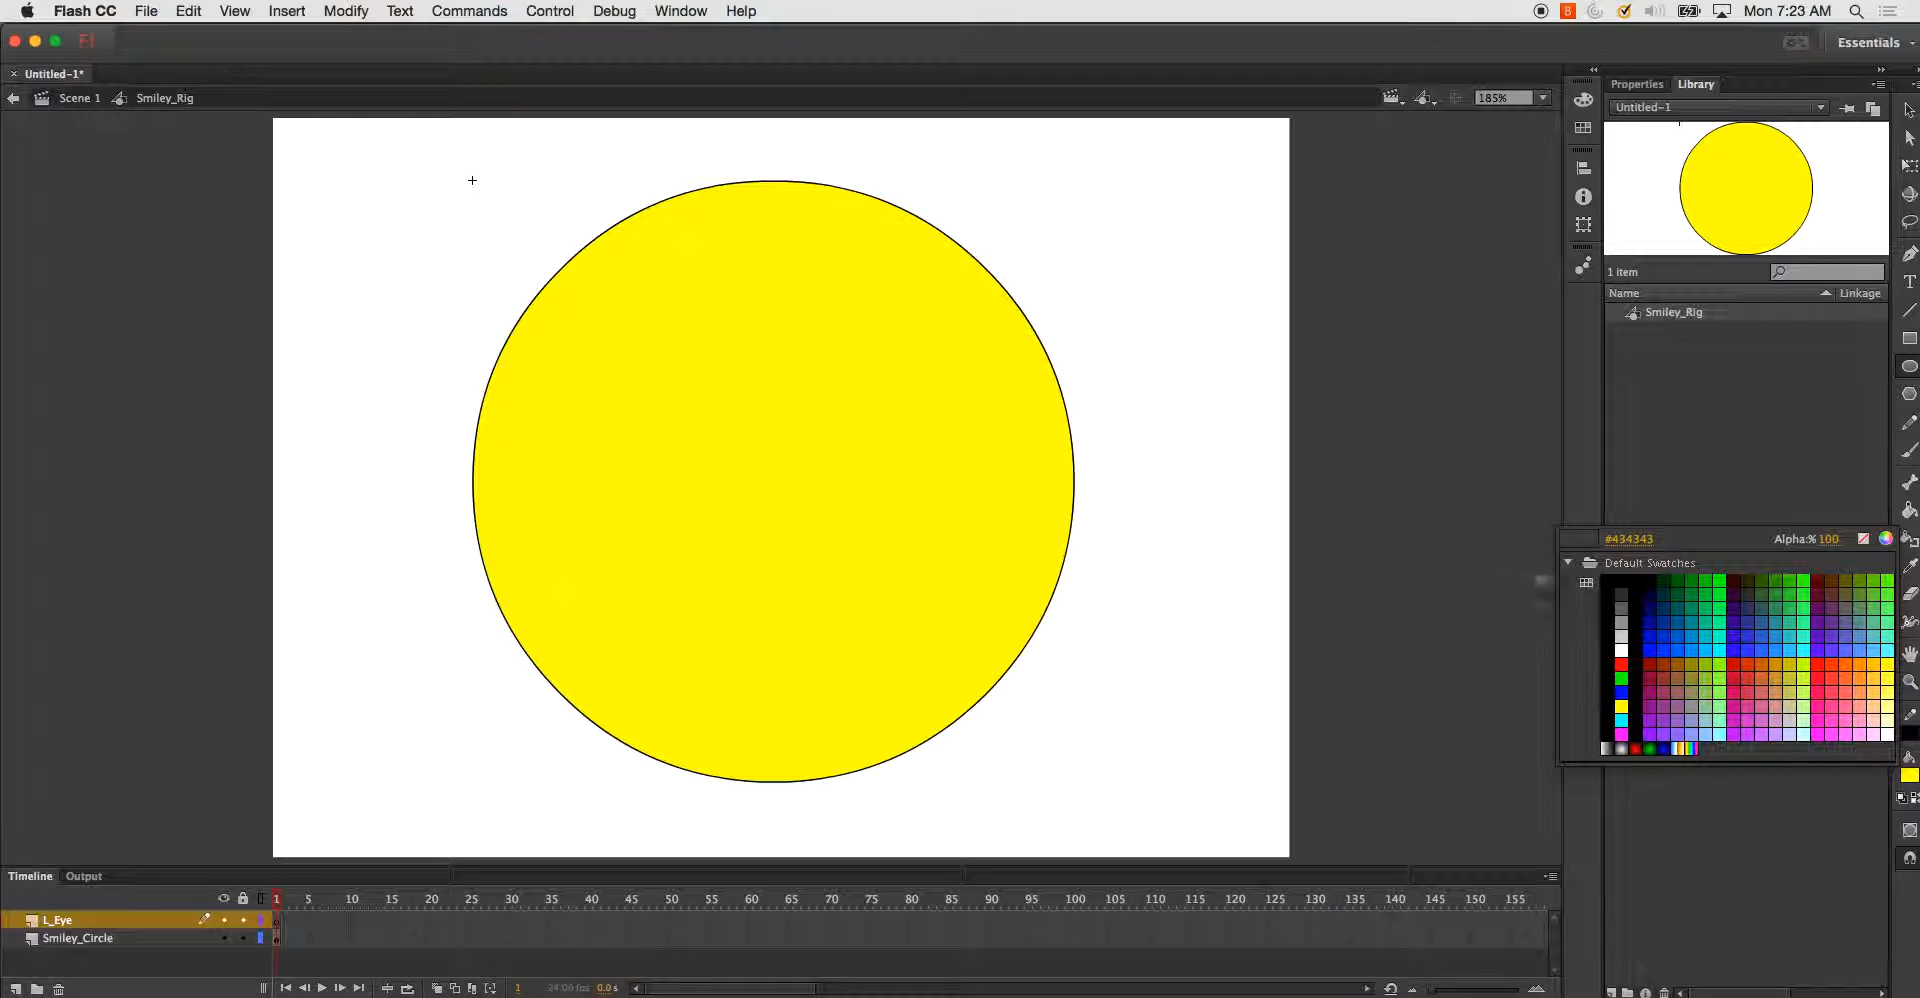 Flash CC File Edit View Insert Modify Text Commands Control Debug Window Help Mon 7:23 AM
Fl Essentials
Untitled-1*
Scene 1 Smiley_Rig 185%
Properties Library
Untitled-1
1 item
Name Linkage
Smiley_Rig
#434343 Alpha:% 100
Default Swatches
Timeline Output
1 5 10 15 20 25 30 35 40 45 50 55 60 65 70 75 80 85 90 95 100 105 110 115 120 125 130 135 140 145 150 155
L_Eye
Smiley_Circle
1 24.00 fps 0.0 s